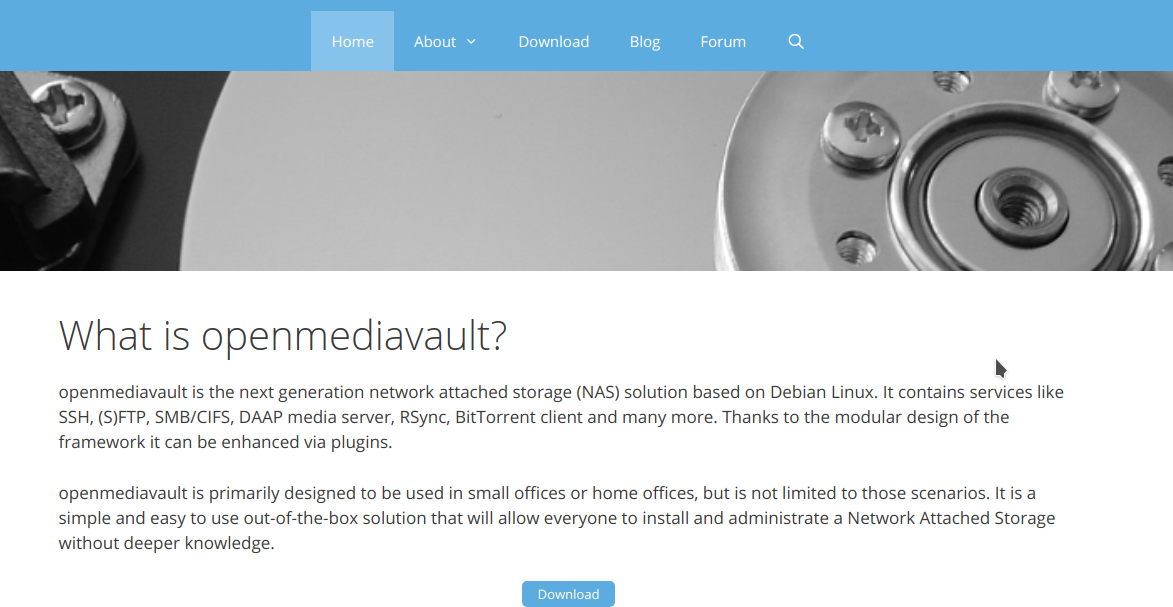 Home About Download Blog Forum
What is openmediavault?
openmediavault is the next generation network attached storage (NAS) solution based on Debian Linux. It contains services like
SSH, (S)FTP, SMB/CIFS, DAAP media server, RSync, BitTorrent client and many more. Thanks to the modular design of the
framework it can be enhanced via plugins.
openmediavault is primarily designed to be used in small offices or home offices, but is not limited to those scenarios. It is a
simple and easy to use out-of-the-box solution that will allow everyone to install and administrate a Network Attached Storage
without deeper knowledge.
Download